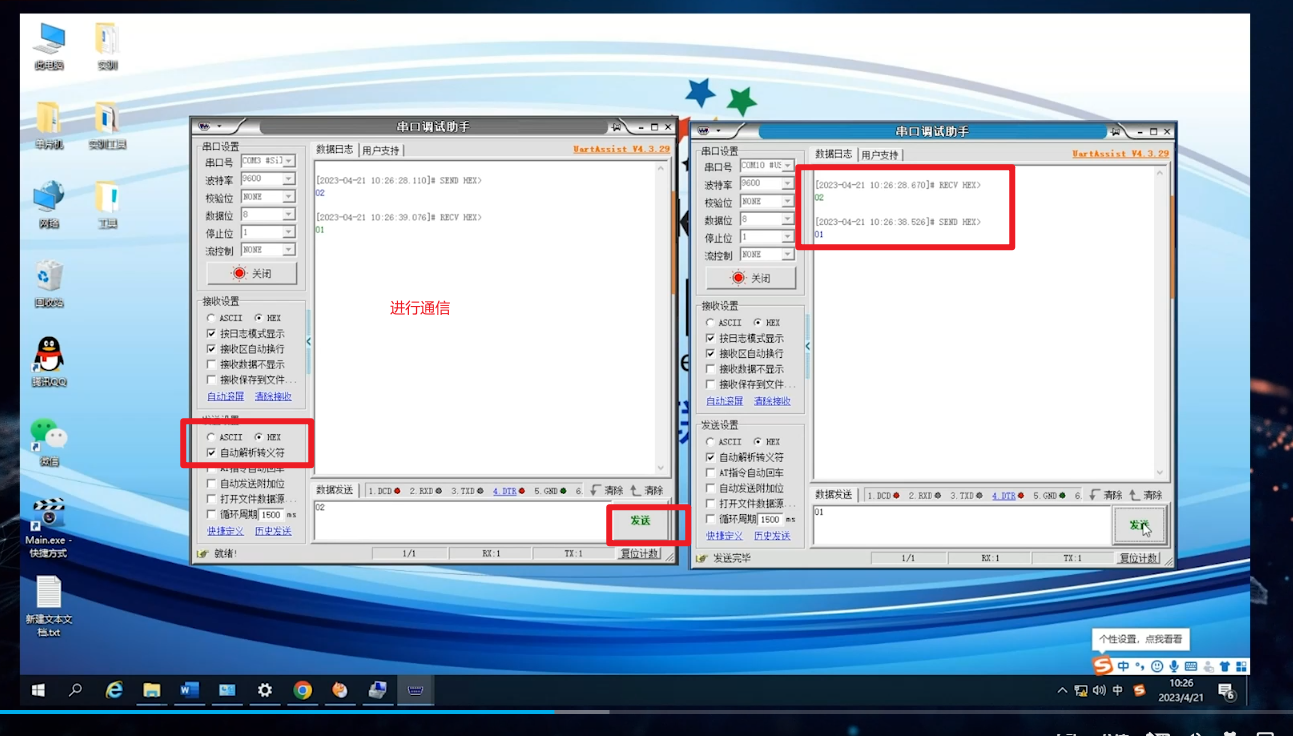 此电脑
实训
单片机
实训工具
网络
工具
回收站
腾讯QQ
微信
Main.exe -
快捷方式
新建文本文
档.txt
串口调试助手
串口设置
串口号 COM3 #Si
波特率 9600
校验位 NONE
数据位 8
停止位 1
流控制 NONE
关闭
接收设置
ASCII HEX
按日志模式显示
接收区自动换行
接收数据不显示
接收保存到文件...
自动滚屏 清除接收
发送设置
ASCII HEX
自动解析转义符
AT指令自动回车
自动发送附加位
打开文件数据源...
循环周期 1500 ms
快捷定义 历史发送
数据日志 用户支持 UartAssist V4.3.29
[2023-04-21 10:26:28.110]# SEND HEX>
02
[2023-04-21 10:26:39.076]# RECV HEX>
01
进行通信
数据发送 1.DCD 2.RXD 3.TXD 4.DTR 5.GND 6. 清除 清除
02
发送
就绪! 1/1 RX:1 TX:1 复位计数
串口调试助手
串口设置
串口号 COM10 #US
波特率 9600
校验位 NONE
数据位 8
停止位 1
流控制 NONE
关闭
接收设置
ASCII HEX
按日志模式显示
接收区自动换行
接收数据不显示
接收保存到文件...
自动滚屏 清除接收
发送设置
ASCII HEX
自动解析转义符
AT指令自动回车
自动发送附加位
打开文件数据源...
循环周期 1500 ms
快捷定义 历史发送
数据日志 用户支持 UartAssist V4.3.29
[2023-04-21 10:26:28.670]# RECV HEX>
02
[2023-04-21 10:26:38.526]# SEND HEX>
01
数据发送 1.DCD 2.RXD 3.TXD 4.DTR 5.GND 6. 清除 清除
01
发送
发送完毕 1/1 RX:1 TX:1 复位计数
个性设置，点我看看
中
中
10:26
2023/4/21
6